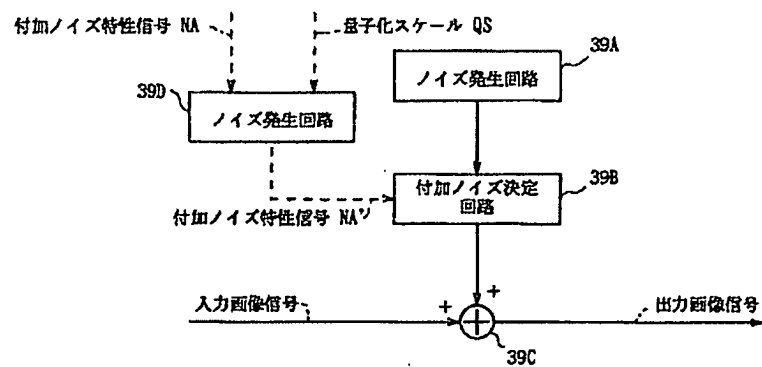 付加ノイズ特性信号 NA
量子化スケール QS
39A
ノイズ発生回路
39D
ノイズ発生回路
付加ノイズ決定
回路
39B
付加ノイズ特性信号 NA''
入力画像信号
+
+
出力画像信号
39C